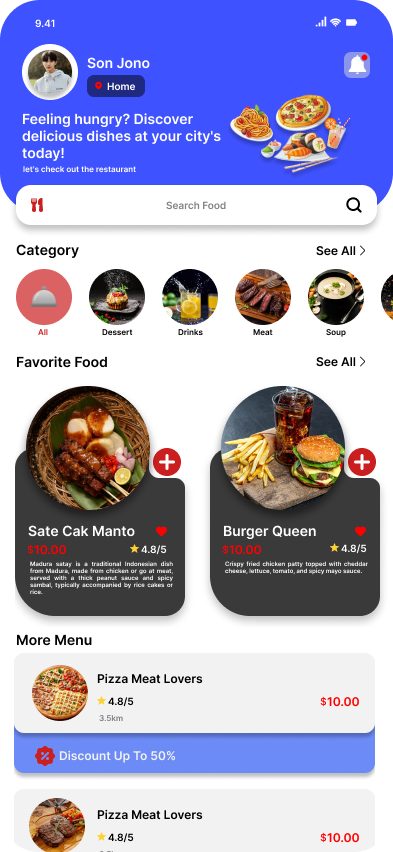 9.41
Son Jono
Home
Feeling hungry? Discover
delicious dishes at your city's
today!
let's check out the restaurant
Search Food
Category
See All
All
Dessert
Drinks
Meat
Soup
Favorite Food
See All
Sate Cak Manto
$10.00
4.8/5
Madura satay is a traditional Indonesian dish
from Madura, made from chicken or go at meat,
served with a thick peanut sauce and spicy
sambal, typically accompanied by rice cakes or
rice.
Burger Queen
$10.00
4.8/5
Crispy fried chicken patty topped with cheddar
cheese, lettuce, tomato, and spicy mayo sauce.
More Menu
Pizza Meat Lovers
4.8/5
$10.00
3.5km
Discount Up To 50%
Pizza Meat Lovers
4.8/5
$10.00